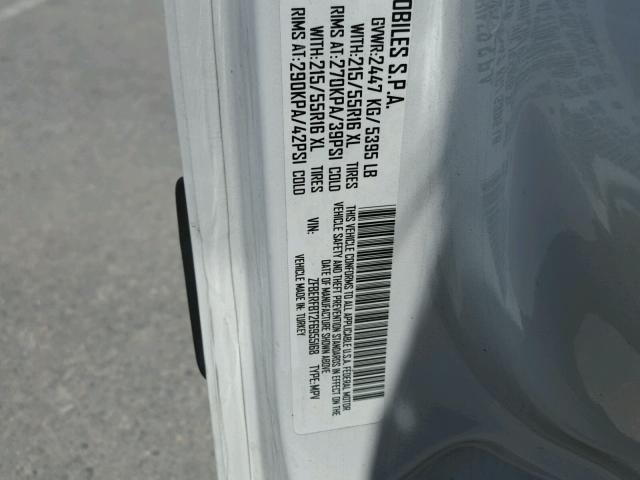 OBILES S.P.A.
GVWR:2447 KG/ 5395 LB
WITH:215/55R16 XL TIRES
RIMS AT:270KPA/39PSI COLD
WITH:215/55R16 XL TIRES
RIMS AT:290KPA/42PSI COLD
THIS VEHICLE CONFORMS TO ALL APPLICABLE U.S.A. FEDERAL MOTOR
VEHICLE SAFETY AND THEFT PREVENTION STANDARDS IN EFFECT ON THE
DATE OF MANUFACTURE SHOWN ABOVE
VIN: ZFBERFBT2F6955168 TYPE:MPV
VEHICLE MADE IN: TURKEY